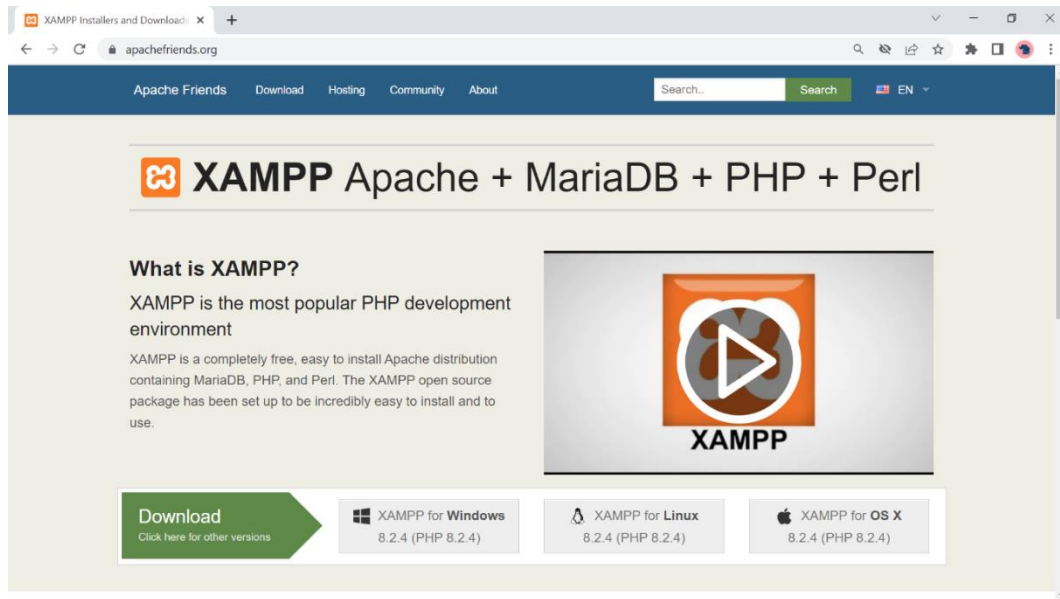 XAMPP Installers and Download
apachefriends.org
Apache Friends Download Hosting Community About Search.. Search EN
XAMPP Apache + MariaDB + PHP + Perl
What is XAMPP?
XAMPP is the most popular PHP development
environment
XAMPP is a completely free, easy to install Apache distribution
containing MariaDB, PHP, and Perl. The XAMPP open source
package has been set up to be incredibly easy to install and to
use.
XAMPP
Download
Click here for other versions
XAMPP for Windows
8.2.4 (PHP 8.2.4)
XAMPP for Linux
8.2.4 (PHP 8.2.4)
XAMPP for OS X
8.2.4 (PHP 8.2.4)